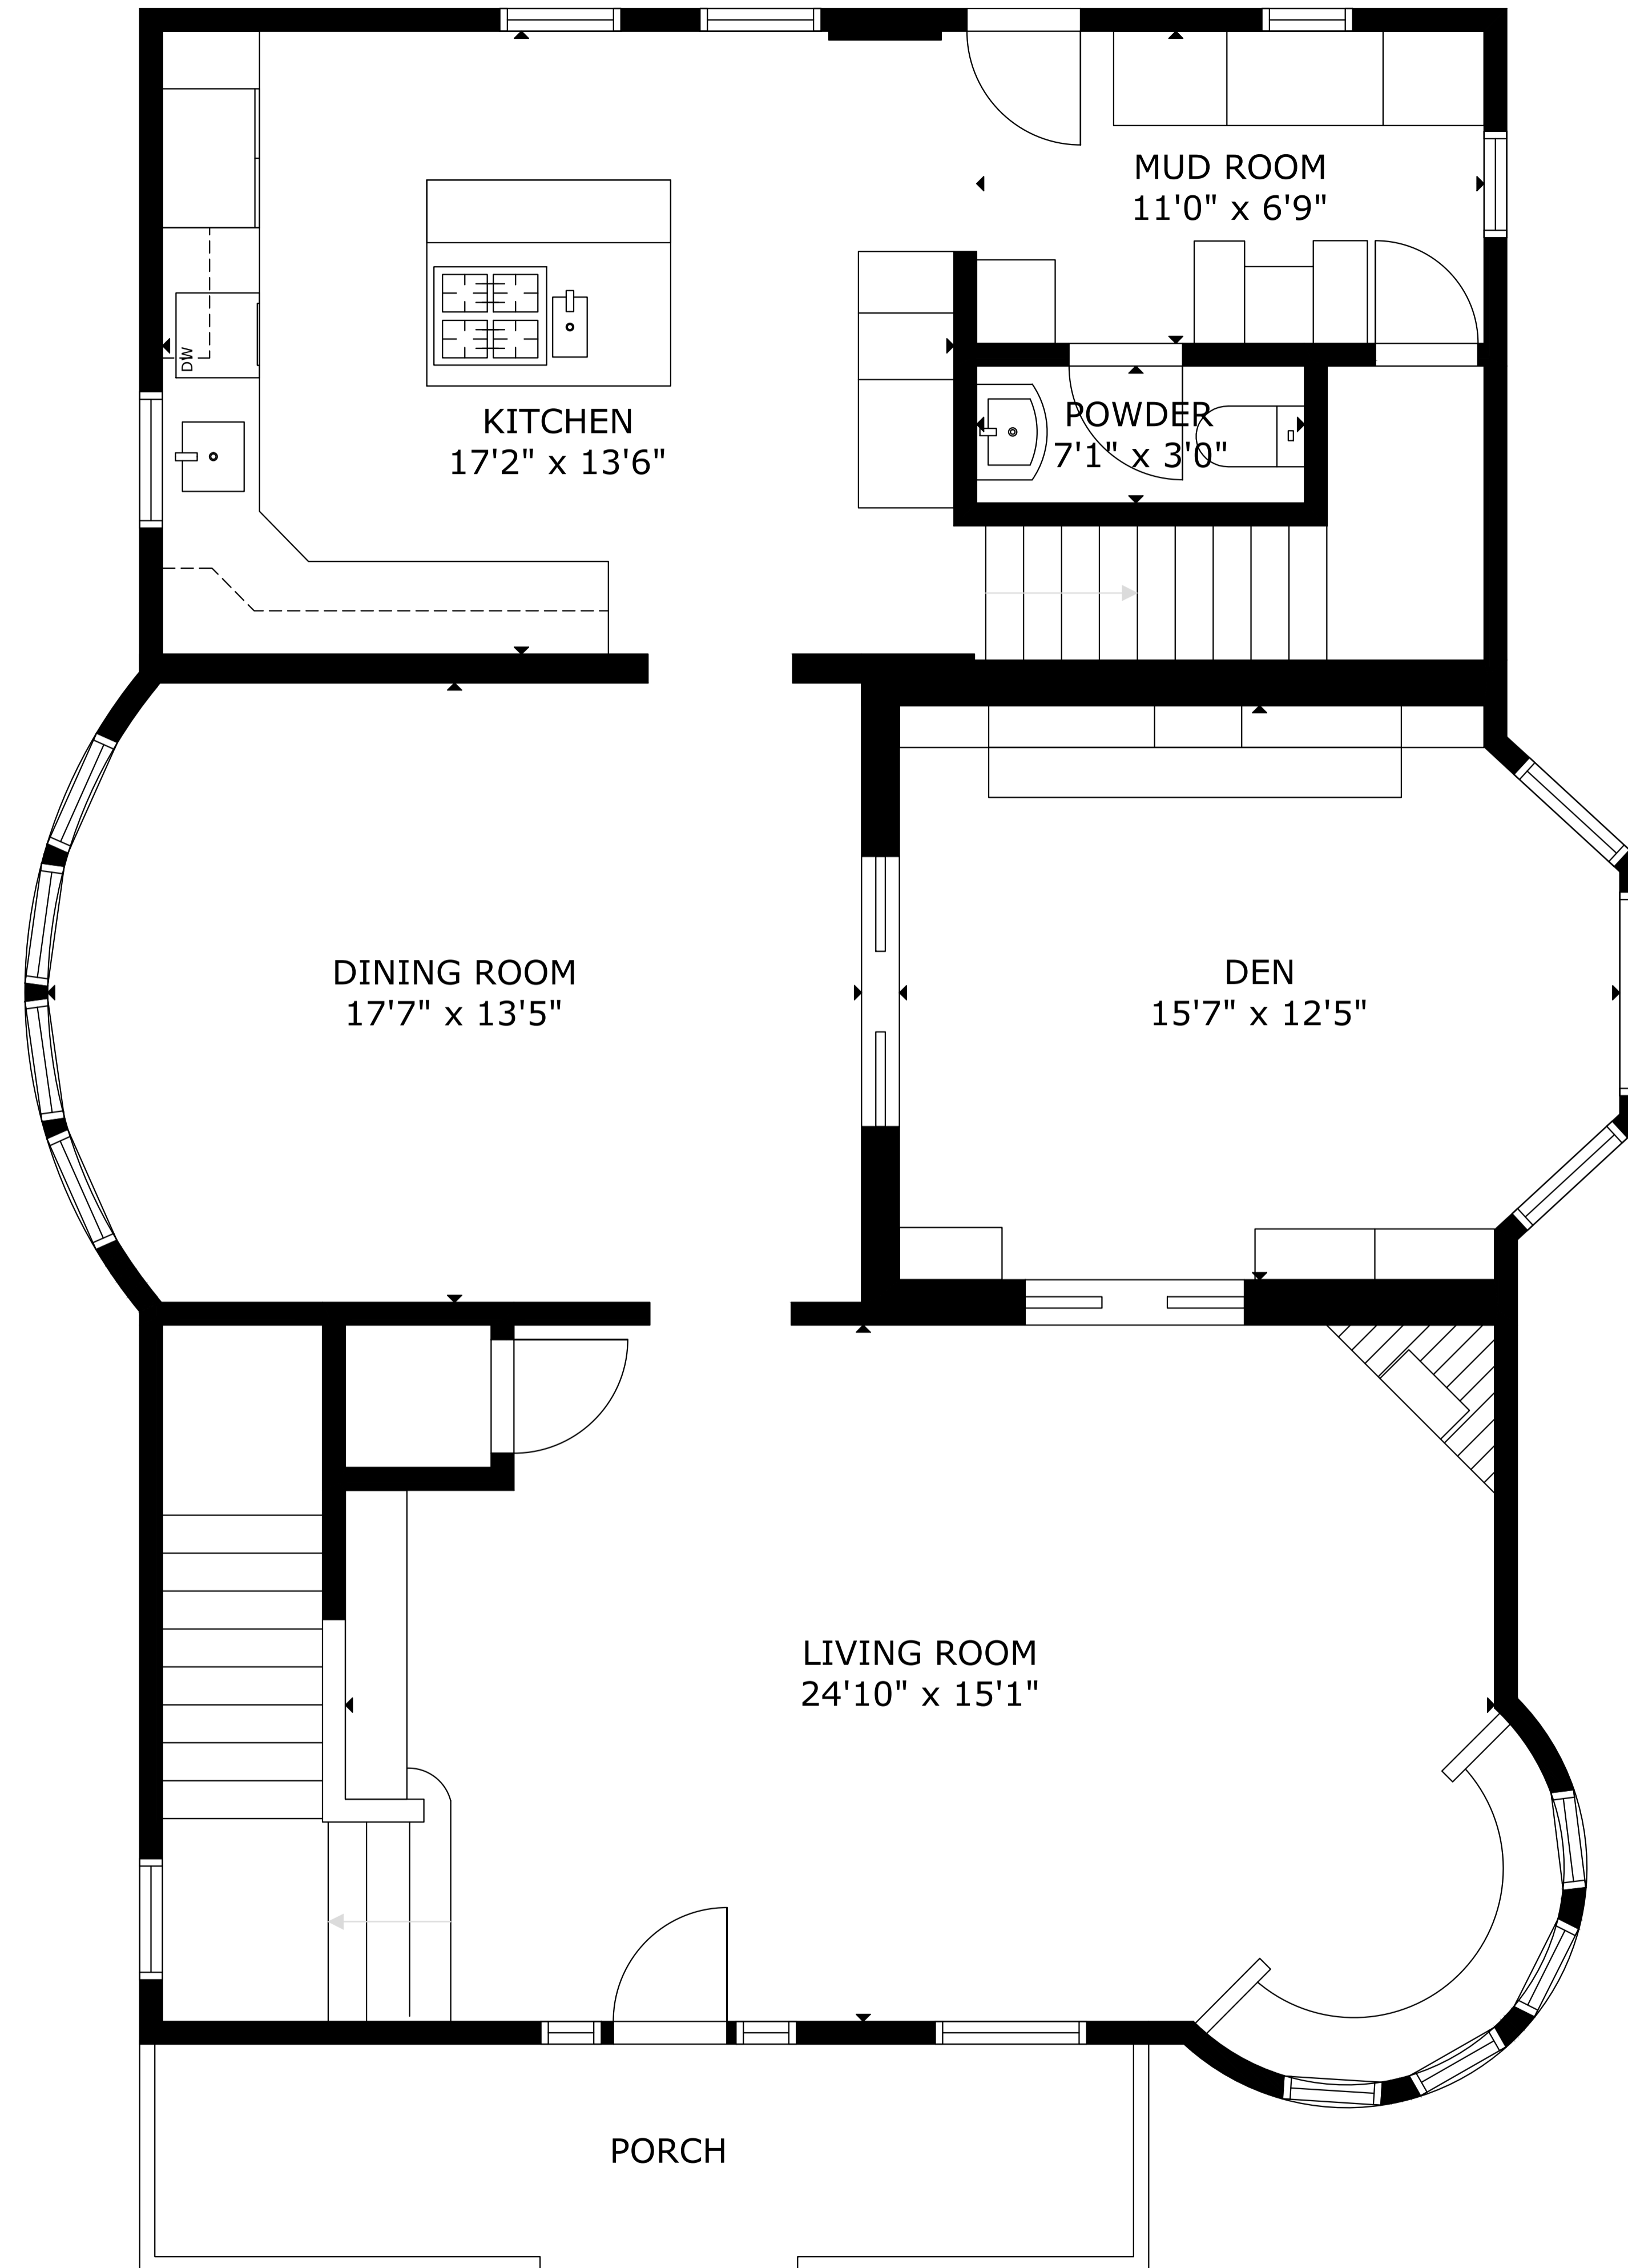 MUD ROOM
11'0" x 6'9"
DW
KITCHEN
17'2" x 13'6"
POWDER
7'1" x 3'0"
DINING ROOM
17'7" x 13'5"
DEN
15'7" x 12'5"
LIVING ROOM
24'10" x 15'1"
PORCH